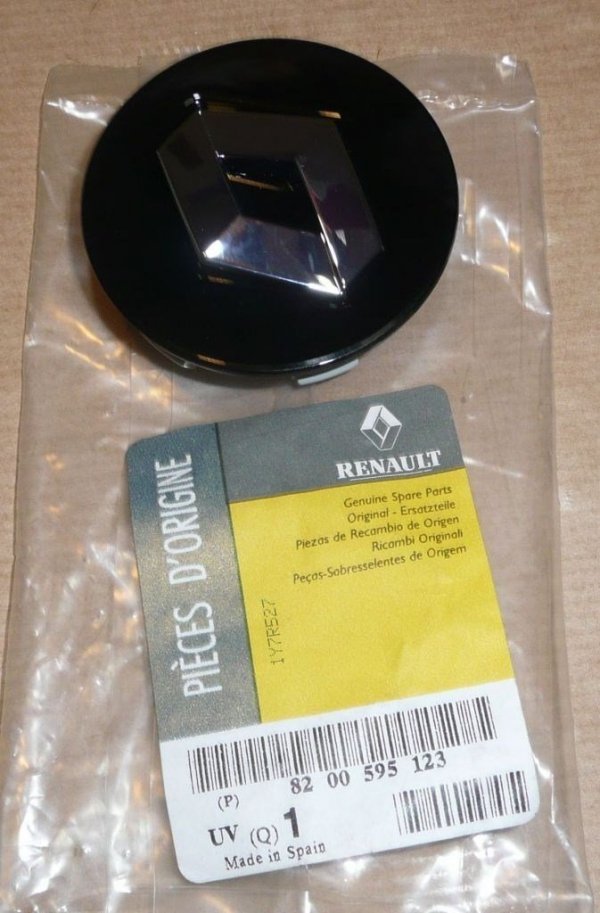 RENAULT
PIÈCES D'ORIGINE
Genuine Spare Parts
Original - Ersatzteile
Piezas de Recambio de Origen
Ricambi Originali
Peças-Sobresselentes de Origem
1Y7R527
(P) 82 00 595 123
UV (Q) 1
Made in Spain